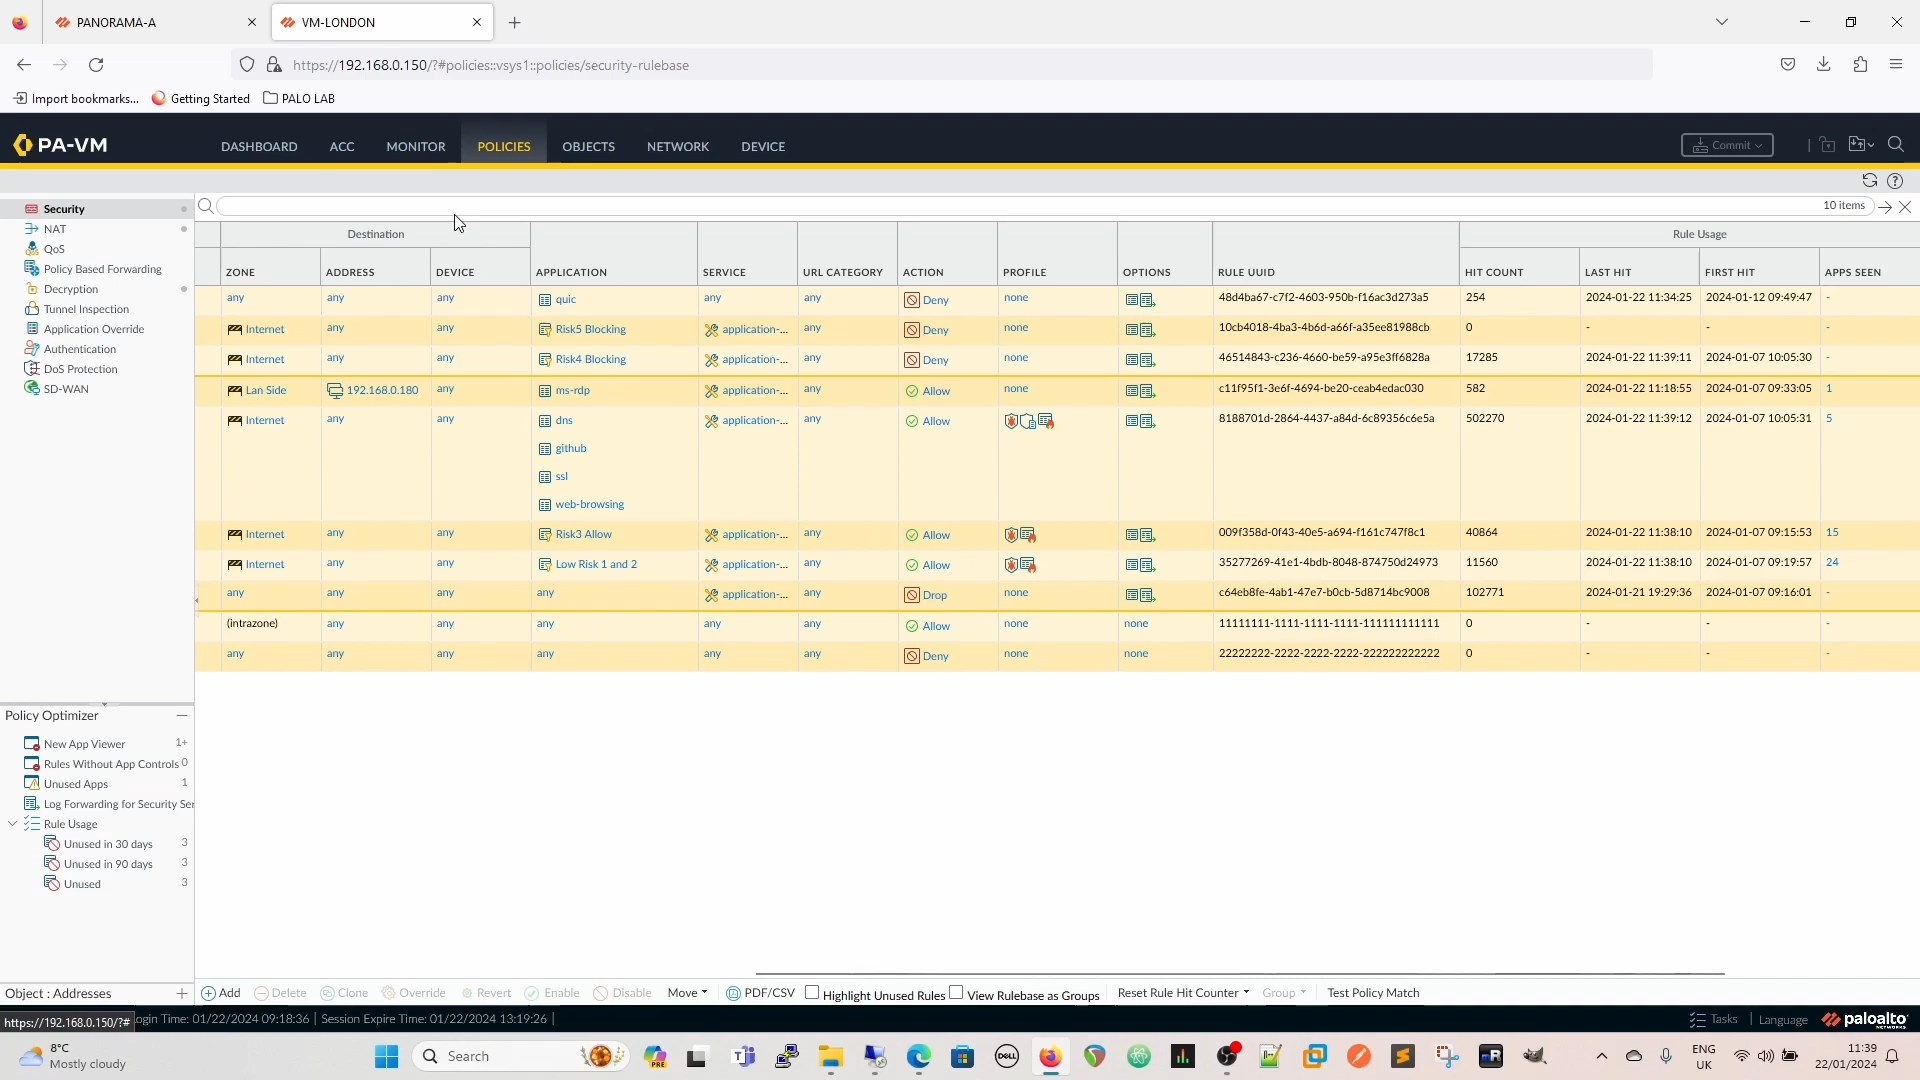 PANORAMA-A
VM-LONDON
https://192.168.0.150/?#policies::vsys1::policies/security-rulebase
Import bookmarks...
Getting Started
PALO LAB
PA-VM
DASHBOARD
ACC
MONITOR
POLICIES
OBJECTS
NETWORK
DEVICE
Commit
Security
NAT
QoS
Policy Based Forwarding
Decryption
Tunnel Inspection
Application Override
Authentication
DoS Protection
SD-WAN
10 items
Destination
Rule Usage
ZONE ADDRESS DEVICE APPLICATION SERVICE URL CATEGORY ACTION PROFILE OPTIONS RULE UUID HIT COUNT LAST HIT FIRST HIT APPS SEEN
any any any quic any any Deny none 48d4ba67-c7f2-4603-950b-f16ac3d273a5 254 2024-01-22 11:34:25 2024-01-12 09:49:47 -
Internet any any Risk5 Blocking application-... any Deny none 10cb4018-4ba3-4b6d-a66f-a35ee81988cb 0 - - -
Internet any any Risk4 Blocking application-... any Deny none 46514843-c236-4660-be59-a95e3ff6828a 17285 2024-01-22 11:39:11 2024-01-07 10:05:30 -
Lan Side 192.168.0.180 any ms-rdp application-... any Allow none c11f95f1-3e6f-4694-be20-ceab4edac030 582 2024-01-22 11:18:55 2024-01-07 09:33:05 1
Internet any any dns application-... any Allow 8188701d-2864-4437-a84d-6c89356c6e5a 502270 2024-01-22 11:39:12 2024-01-07 10:05:31 5
github
ssl
web-browsing
Internet any any Risk3 Allow application-... any Allow 009f358d-0f43-40e5-a694-f161c747f8c1 40864 2024-01-22 11:38:10 2024-01-07 09:15:53 15
Internet any any Low Risk 1 and 2 application-... any Allow 35277269-41e1-4bdb-8048-874750d24973 11560 2024-01-22 11:38:10 2024-01-07 09:19:57 24
any any any any application-... any Drop none c64eb8fe-4ab1-47e7-b0cb-5d8714bc9008 102771 2024-01-21 19:29:36 2024-01-07 09:16:01 -
(intrazone) any any any any any Allow none none 11111111-1111-1111-1111-111111111111 0 - - -
any any any any any any Deny none none 22222222-2222-2222-2222-222222222222 0 - - -
Policy Optimizer
New App Viewer 1+
Rules Without App Controls 0
Unused Apps 1
Log Forwarding for Security Ser
Rule Usage
Unused in 30 days 3
Unused in 90 days 3
Unused 3
Object : Addresses
Add Delete Clone Override Revert Enable Disable Move PDF/CSV Highlight Unused Rules View Rulebase as Groups Reset Rule Hit Counter Group Test Policy Match
https://192.168.0.150/?#
ogin Time: 01/22/2024 09:18:36 | Session Expire Time: 01/22/2024 13:19:26 |
Tasks | Language paloalto NETWORKS
8°C
Mostly cloudy
Search
PRE
DELL
ENG
UK
11:39
22/01/2024